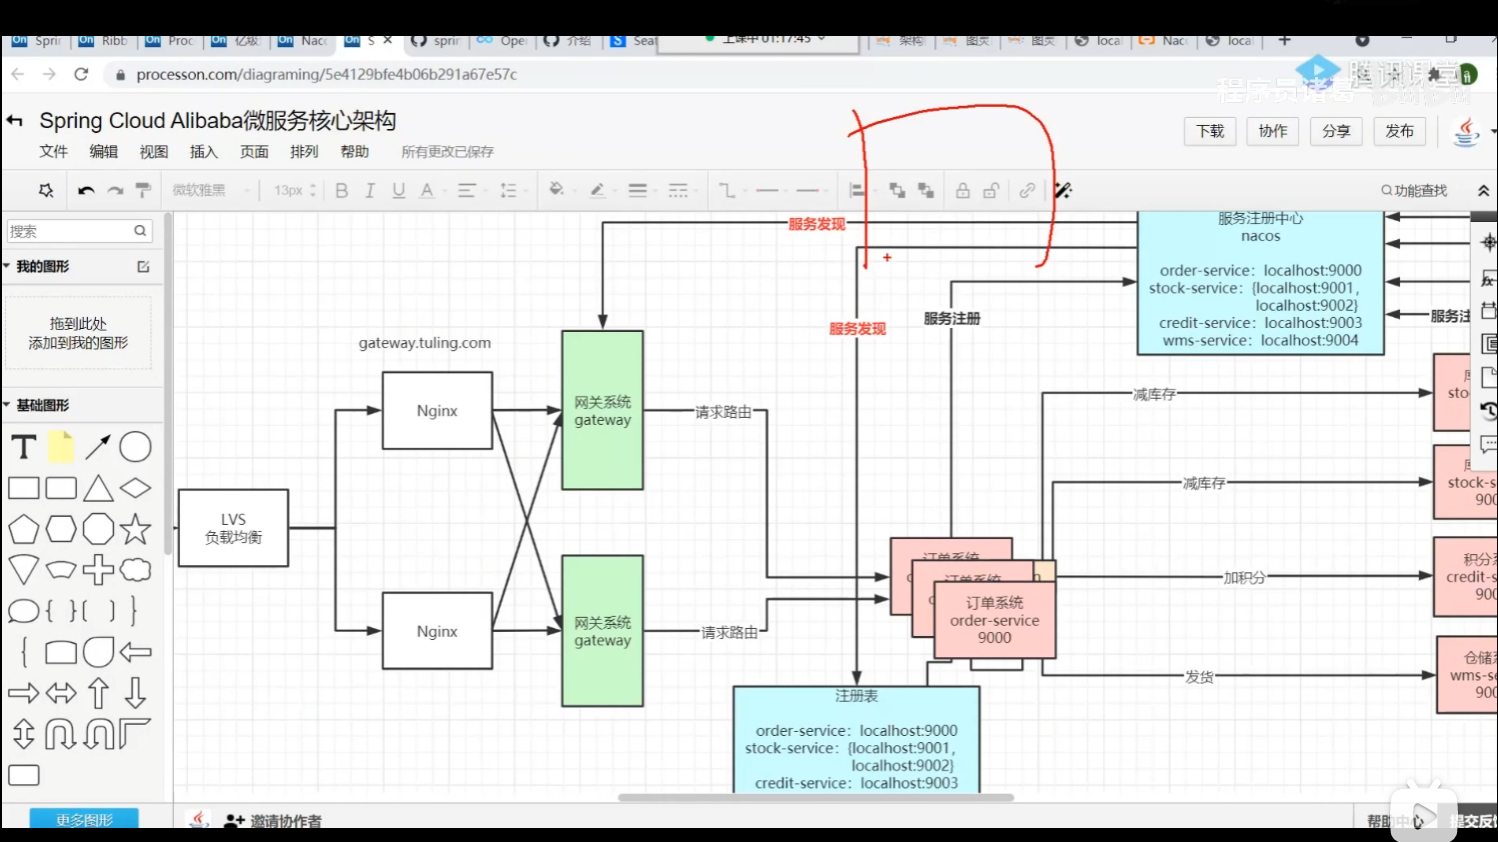 Spri
Ribb
Proc
亿级
Nac
S
sprin
Ope
介绍
Seat
上课中 01:17:45
架构
图灵
图灵
local
Nac
local
processon.com/diagraming/5e4129bfe4b06b291a67e57c
腾讯课堂
程序员诸葛
Spring Cloud Alibaba微服务核心架构
下载
协作
分享
发布
文件
编辑
视图
插入
页面
排列
帮助
所有更改已保存
微软雅黑
13px
B
I
U
A
功能查找
搜索
我的图形
拖到此处
添加到我的图形
基础图形
T
更多图形
服务发现
服务注册中心
nacos
order-service：localhost:9000
stock-service：{localhost:9001,
localhost:9002}
credit-service：localhost:9003
wms-service：localhost:9004
服务发现
服务注册
服务注
gateway.tuling.com
Nginx
网关系统
gateway
请求路由
减库存
sto
减库存
stock-s
900
LVS
负载均衡
订单系统
订单系统
订单系统
order-service
9000
加积分
积分系
credit-se
900
Nginx
网关系统
gateway
请求路由
发货
仓储系
wms-se
900
注册表
order-service：localhost:9000
stock-service：{localhost:9001,
localhost:9002}
credit-service：localhost:9003
邀请协作者
帮助中心
提交反馈